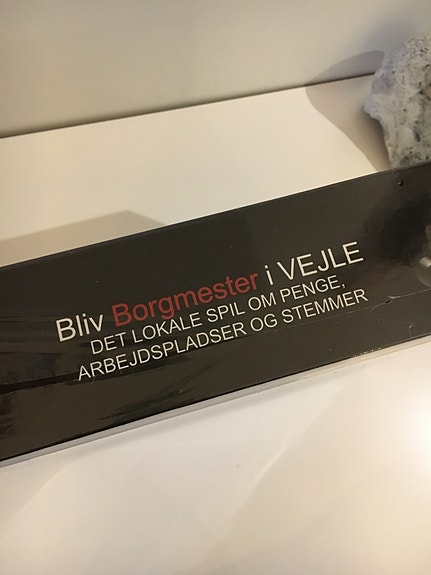 Bliv Borgmester i VEJLE
DET LOKALE SPIL OM PENGE,
ARBEJDSPLADSER OG STEMMER